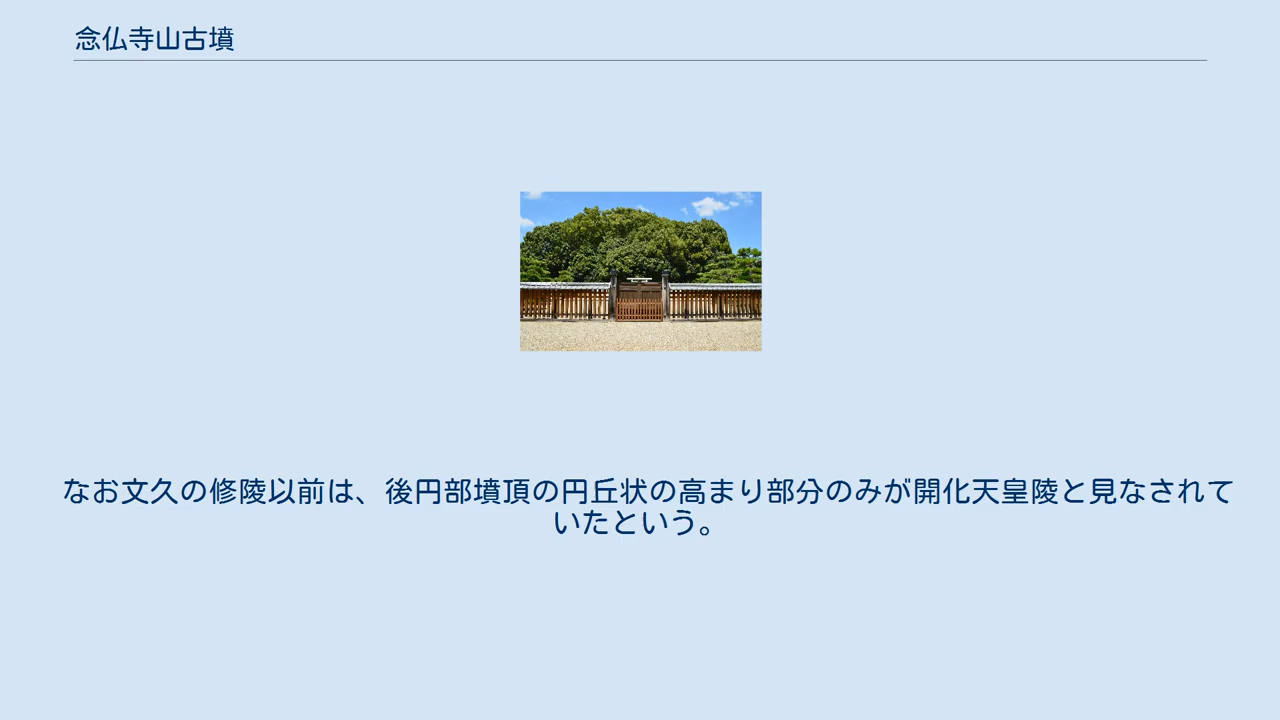 念仏寺山古墳
なお文久の修陵以前は、後円部墳頂の円丘状の高まり部分のみが開化天皇陵と見なされて
いたという。